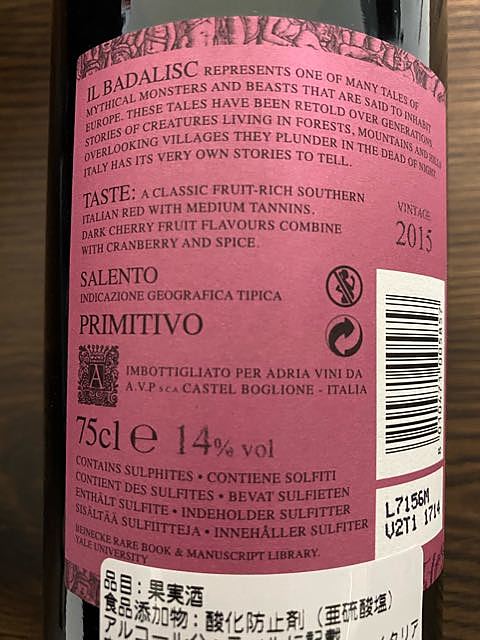 IL BADALISC REPRESENTS ONE OF MANY TALES OF
MYTHICAL MONSTERS AND BEASTS THAT ARE SAID TO INHABIT
EUROPE. THESE TALES HAVE BEEN RETOLD OVER GENERATIONS
STORIES OF CREATURES LIVING IN FORESTS, MOUNTAINS AND
OVERLOOKING VILLAGES THEY PLUNDER IN THE DEAD OF NIGHT.
ITALY HAS ITS VERY OWN STORIES TO TELL.
TASTE: A CLASSIC FRUIT-RICH SOUTHERN
ITALIAN RED WITH MEDIUM TANNINS.
DARK CHERRY FRUIT FLAVOURS COMBINE
WITH CRANBERRY AND SPICE.
VINTAGE
2015
SALENTO
INDICAZIONE GEOGRAFICA TIPICA
PRIMITIVO
A
IMBOTTIGLIATO PER ADRIA VINI DA
A.V.P s.c.a. CASTEL BOGLIONE - ITALIA
75cl e 14% vol
CONTAINS SULPHITES • CONTIENE SOLFITI
CONTIENT DES SULFITES • BEVAT SULFIETEN
ENTHÄLT SULFITE • INDEHOLDER SULFITTER
SISÄLTÄÄ SULFIITTEJA • INNEHÅLLER SULFITER
BEINECKE RARE BOOK & MANUSCRIPT LIBRARY.
YALE UNIVERSITY
L7156M
V2T1 1714
品目：果実酒
食品添加物：酸化防止剤（亜硫酸塩）